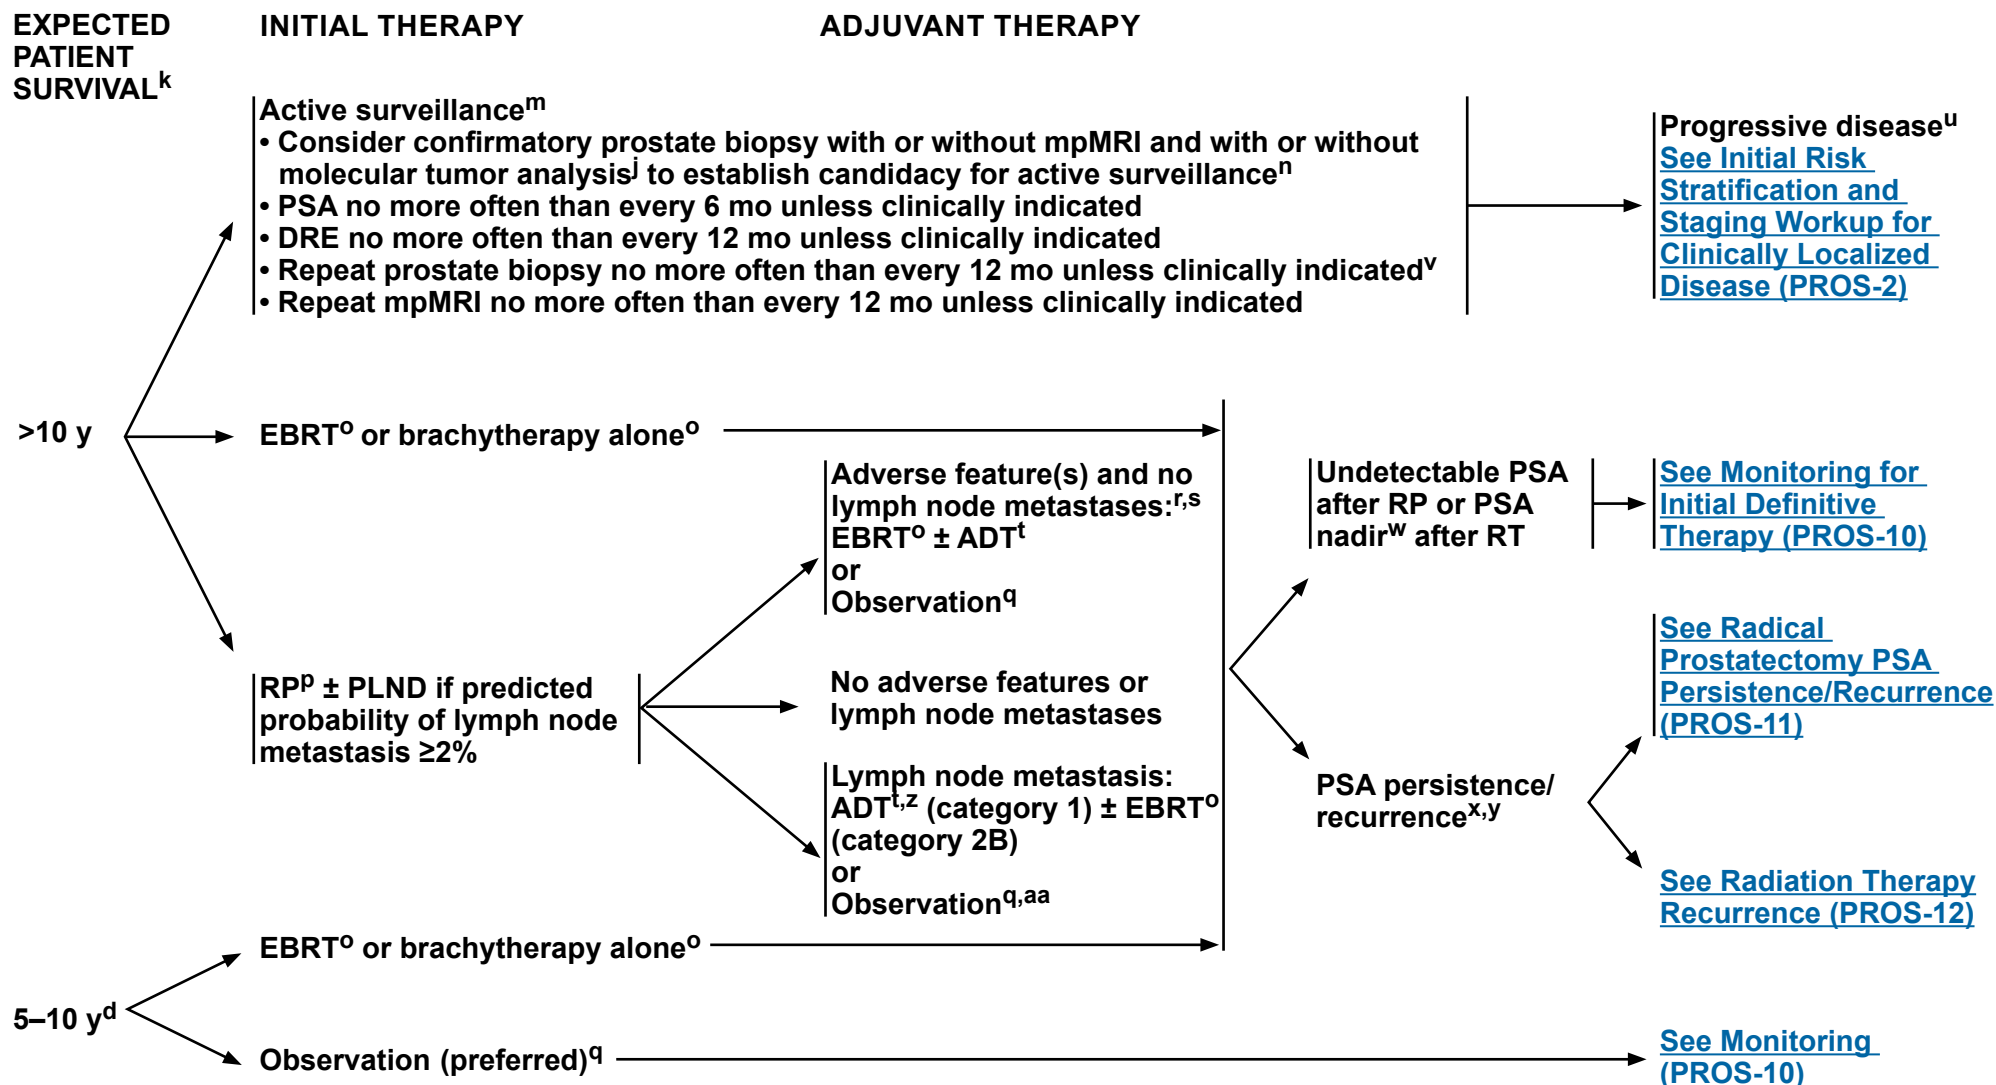 EXPECTED
PATIENT
SURVIVALᵏ
INITIAL THERAPY
ADJUVANT THERAPY
Active surveillanceᵐ
• Consider confirmatory prostate biopsy with or without mpMRI and with or without
molecular tumor analysisʲ to establish candidacy for active surveillanceⁿ
• PSA no more often than every 6 mo unless clinically indicated
• DRE no more often than every 12 mo unless clinically indicated
• Repeat prostate biopsy no more often than every 12 mo unless clinically indicatedᵛ
• Repeat mpMRI no more often than every 12 mo unless clinically indicated
Progressive diseaseᵘ
See Initial Risk
Stratification and
Staging Workup for
Clinically Localized
Disease (PROS-2)
>10 y
EBRTᵒ or brachytherapy aloneᵒ
Adverse feature(s) and no
lymph node metastases:ʳ,ˢ
EBRTᵒ ± ADTᵗ
or
Observation^q
Undetectable PSA
after RP or PSA
nadirʷ after RT
See Monitoring for
Initial Definitive
Therapy (PROS-10)
RPᵖ ± PLND if predicted
probability of lymph node
metastasis ≥2%
No adverse features or
lymph node metastases
See Radical
Prostatectomy PSA
Persistence/Recurrence
(PROS-11)
Lymph node metastasis:
ADTᵗ,ᶻ (category 1) ± EBRTᵒ
(category 2B)
or
Observation^q,aa
PSA persistence/
recurrenceˣ,ʸ
See Radiation Therapy
Recurrence (PROS-12)
EBRTᵒ or brachytherapy aloneᵒ
5–10 yᵈ
Observation (preferred)^q
See Monitoring
(PROS-10)